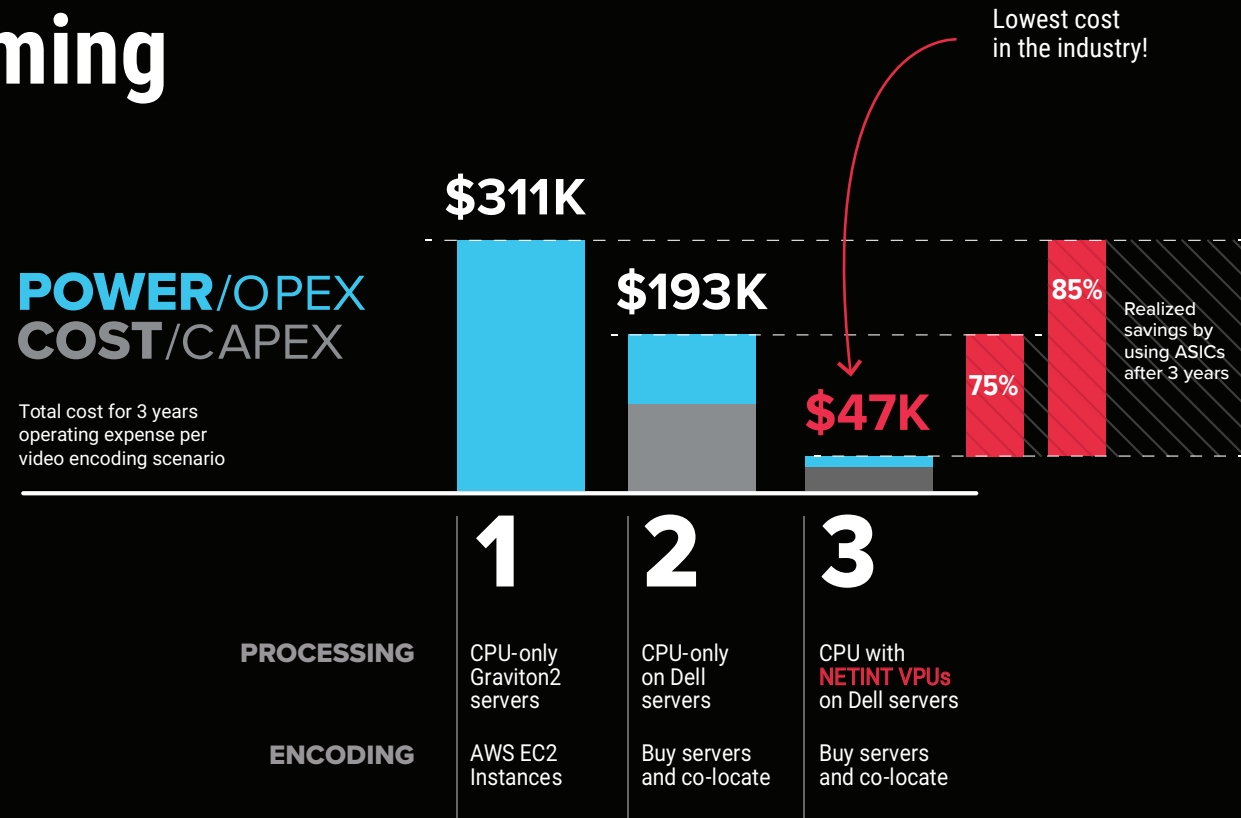 ming
Lowest cost
in the industry!
$311K
$193K
$47K
POWER/OPEX
COST/CAPEX
Total cost for 3 years
operating expense per
video encoding scenario
75%
85%
Realized
savings by
using ASICs
after 3 years
1
2
3
PROCESSING
CPU-only
Graviton2
servers
CPU-only
on Dell
servers
CPU with
NETINT VPUs
on Dell servers
ENCODING
AWS EC2
Instances
Buy servers
and co-locate
Buy servers
and co-locate